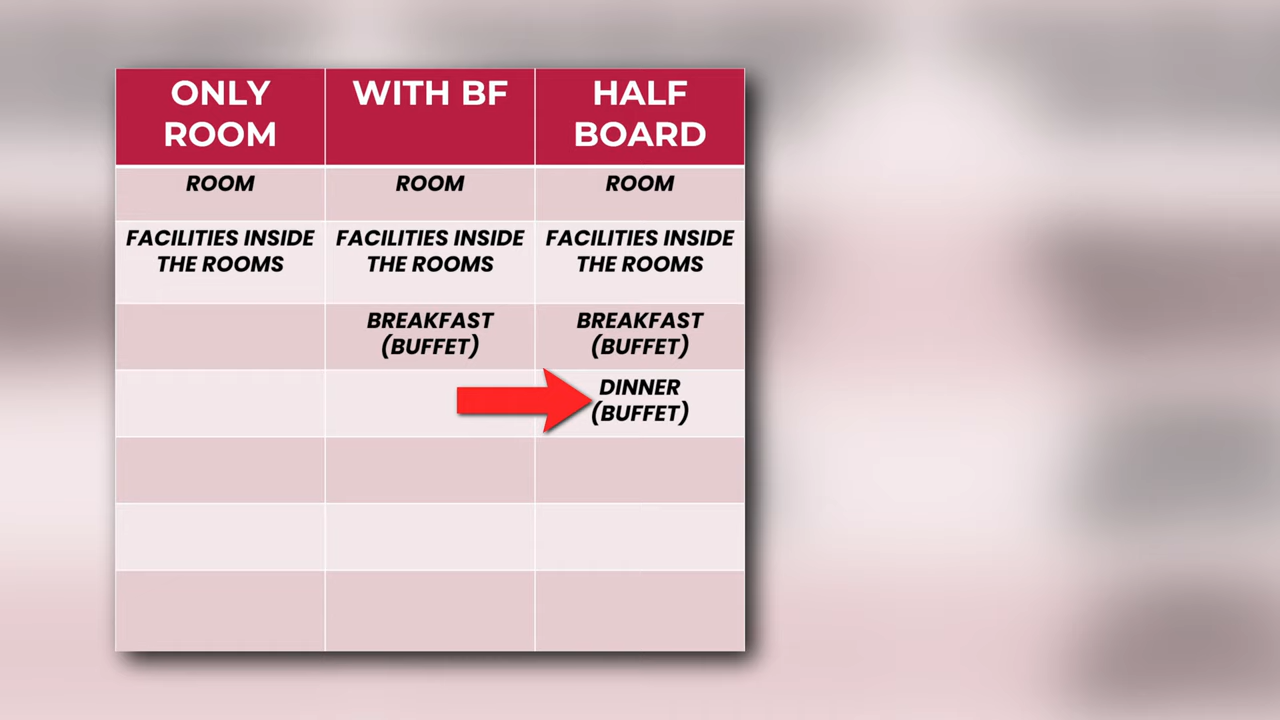 ONLY
ROOM
WITH BF
HALF
BOARD
ROOM
ROOM
ROOM
FACILITIES INSIDE
THE ROOMS
FACILITIES INSIDE
THE ROOMS
FACILITIES INSIDE
THE ROOMS
BREAKFAST
(BUFFET)
BREAKFAST
(BUFFET)
DINNER
(BUFFET)